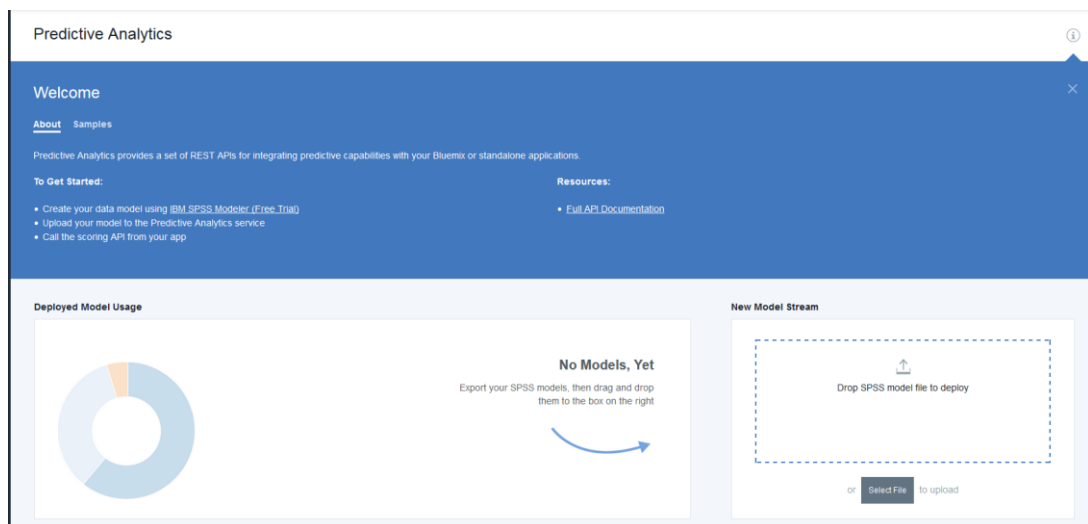 Predictive Analytics
Welcome
About Samples
Predictive Analytics provides a set of REST APIs for integrating predictive capabilities with your Bluemix or standalone applications.
To Get Started:
• Create your data model using IBM SPSS Modeler (Free Trial)
• Upload your model to the Predictive Analytics service
• Call the scoring API from your app
Resources:
• Full API Documentation
Deployed Model Usage
No Models, Yet
Export your SPSS models, then drag and drop
them to the box on the right
New Model Stream
Drop SPSS model file to deploy
or Select File to upload